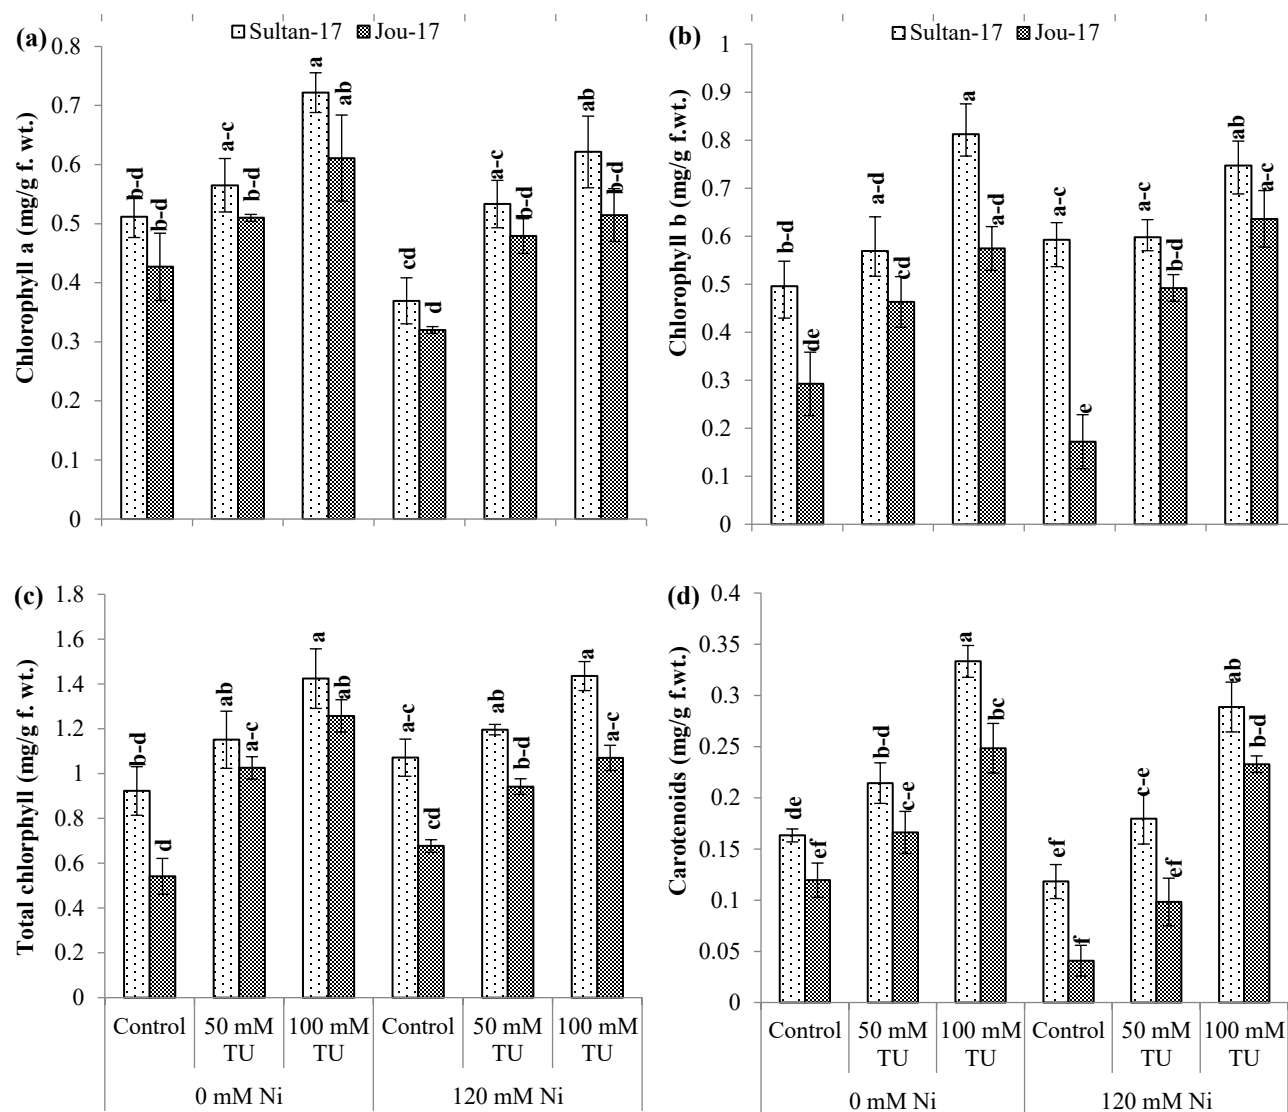 (a)
Sultan-17 Jou-17
Chlorophyll a (mg/g f. wt.)
0.8
0.7
0.6
0.5
0.4
0.3
0.2
0.1
0
b-d
b-d
a-c
b-d
a
ab
cd
d
a-c
b-d
ab
b-d
(b)
Sultan-17 Jou-17
Chlorophyll b (mg/g f.wt.)
1
0.9
0.8
0.7
0.6
0.5
0.4
0.3
0.2
0.1
0
b-d
de
a-d
cd
a
a-d
a-c
e
a-c
b-d
ab
a-c
(c)
Total chlorphyll (mg/g f. wt.)
1.8
1.6
1.4
1.2
1
0.8
0.6
0.4
0.2
0
b-d
d
ab
a-c
a
ab
a-c
cd
ab
b-d
a
a-c
Control 50 mM TU 100 mM TU Control 50 mM TU 100 mM TU
0 mM Ni 120 mM Ni
(d)
Carotenoids (mg/g f.wt.)
0.4
0.35
0.3
0.25
0.2
0.15
0.1
0.05
0
de
ef
b-d
c-e
a
bc
ef
f
c-e
ef
ab
b-d
Control 50 mM TU 100 mM TU Control 50 mM TU 100 mM TU
0 mM Ni 120 mM Ni